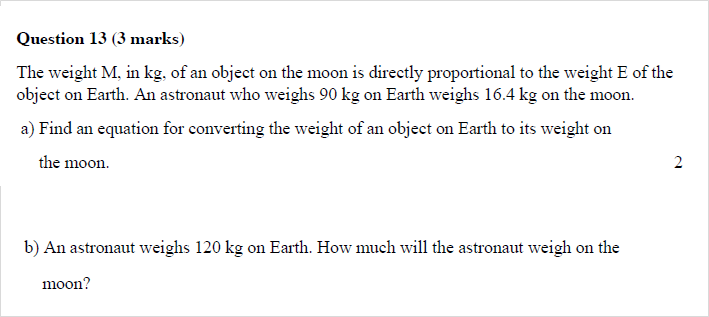 Question 13 (3 marks)
The weight M, in kg, of an object on the moon is directly proportional to the weight E of the
object on Earth. An astronaut who weighs 90 kg on Earth weighs 16.4 kg on the moon.
a) Find an equation for converting the weight of an object on Earth to its weight on
the moon. 2
b) An astronaut weighs 120 kg on Earth. How much will the astronaut weigh on the
moon?